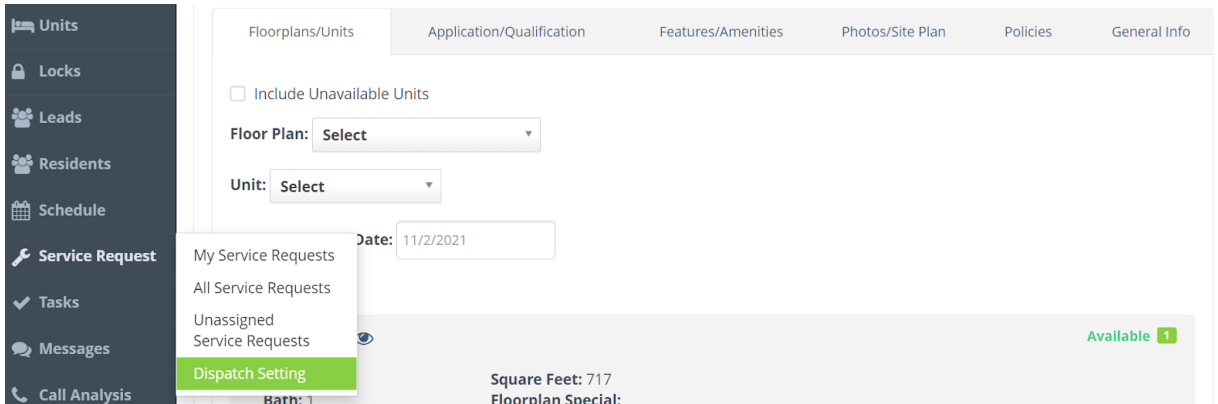 Units
Locks
Leads
Residents
Schedule
Service Request
Tasks
Messages
Call Analysis
My Service Requests
All Service Requests
Unassigned
Service Requests
Dispatch Setting
Floorplans/Units
Application/Qualification
Features/Amenities
Photos/Site Plan
Policies
General Info
Include Unavailable Units
Floor Plan: Select
Unit: Select
Date: 11/2/2021
Available 1
Square Feet: 717
Bath: 1
Floorplan Special: